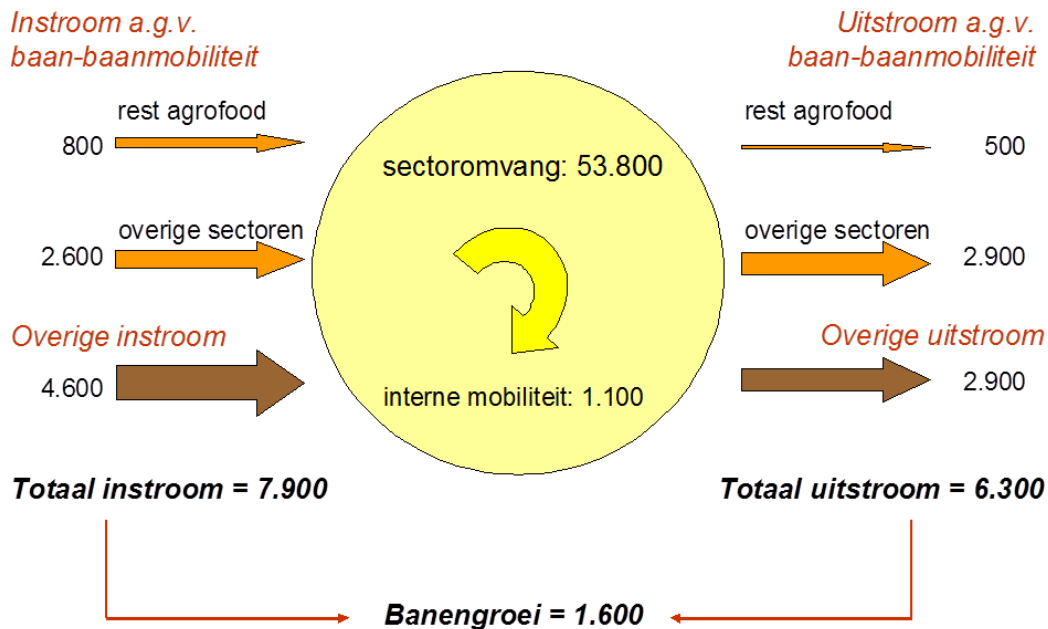 Instroom a.g.v.
baan-baanmobiliteit
rest agrofood
800
overige sectoren
2.600
Overige instroom
4.600
Totaal instroom = 7.900
sectoromvang: 53.800
interne mobiliteit: 1.100
Uitstroom a.g.v.
baan-baanmobiliteit
rest agrofood
500
overige sectoren
2.900
Overige uitstroom
2.900
Totaal uitstroom = 6.300
Banengroei = 1.600